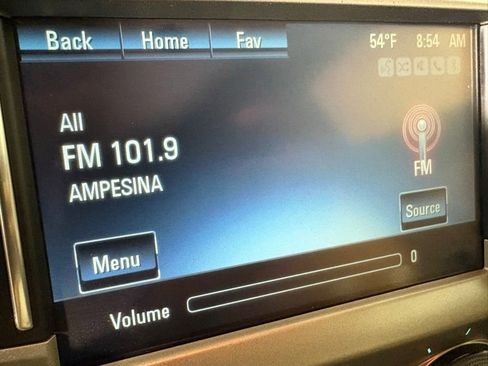 Back Home Fav 54°F 8:54 AM
All
FM 101.9
AMPESINA
FM
Source
Menu
Volume 0